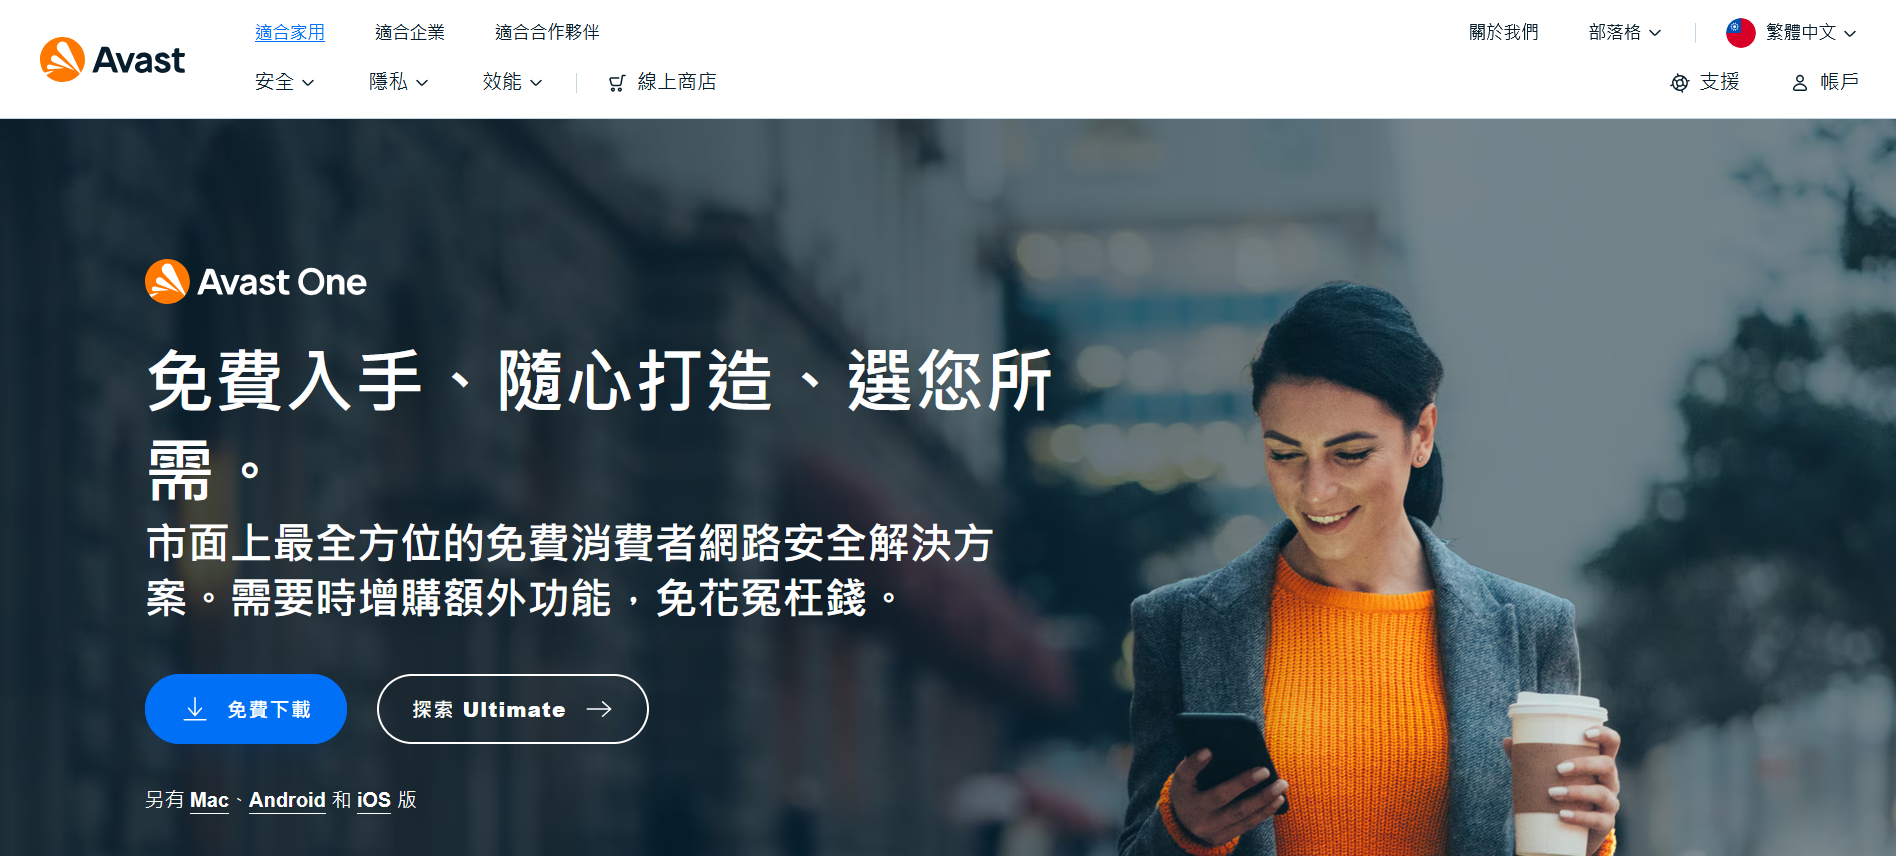 Avast
適合家用 適合企業 適合合作夥伴
關於我們 部落格 繁體中文
安全 隱私 效能 線上商店
支援 帳戶
Avast One
免費入手、隨心打造、選您所
需。
市面上最全方位的免費消費者網路安全解決方
案。需要時增購額外功能，免花冤枉錢。
免費下載 探索 Ultimate
另有 Mac、Android 和 iOS 版